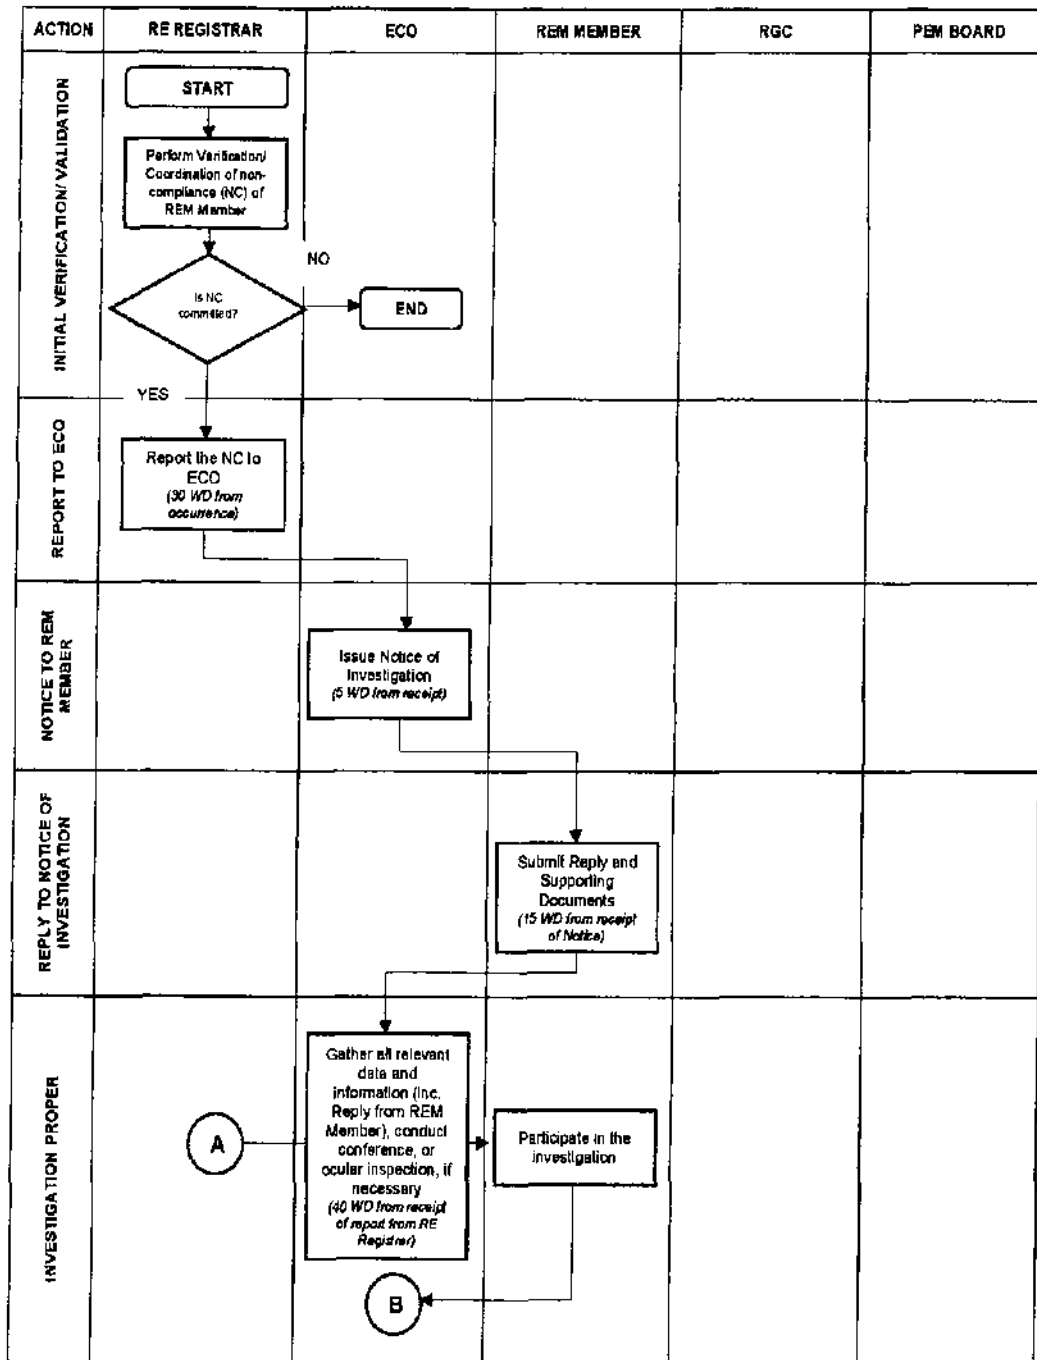 ACTION
RE REGISTRAR
ECO
REM MEMBER
RGC
PEM BOARD
INITIAL VERIFICATION/ VALIDATION
START
Perform Verification/
Coordination of non-
compliance (NC) of
REM Member
Is NC
committed?
NO
END
YES
REPORT TO ECO
Report the NC to
ECO
(30 WD from
occurrence)
NOTICE TO REM
MEMBER
Issue Notice of
Investigation
(5 WD from receipt)
REPLY TO NOTICE OF
INVESTIGATION
Submit Reply and
Supporting
Documents
(15 WD from receipt
of Notice)
INVESTIGATION PROPER
A
Gather all relevant
data and
information (Inc.
Reply from REM
Member), conduct
conference, or
ocular inspection, if
necessary
(40 WD from receipt
of report from RE
Registrar)
Participate in the
investigation
B